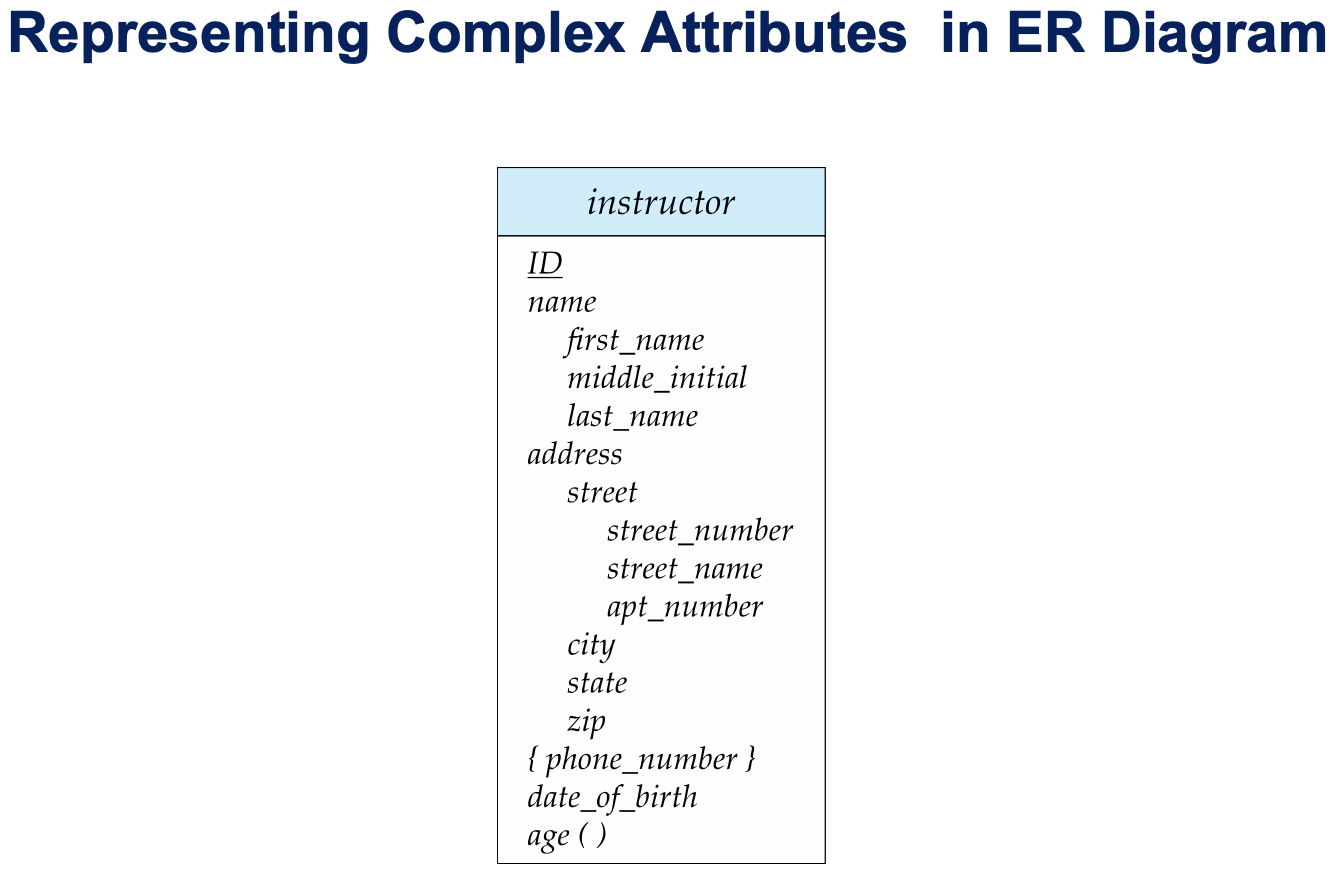 Representing Complex Attributes  in ER Diagram
instructor
ID
name
first_name
middle_initial
last_name
address
street
street_number
street_name
apt_number
city
state
zip
{ phone_number }
date_of_birth
age ( )